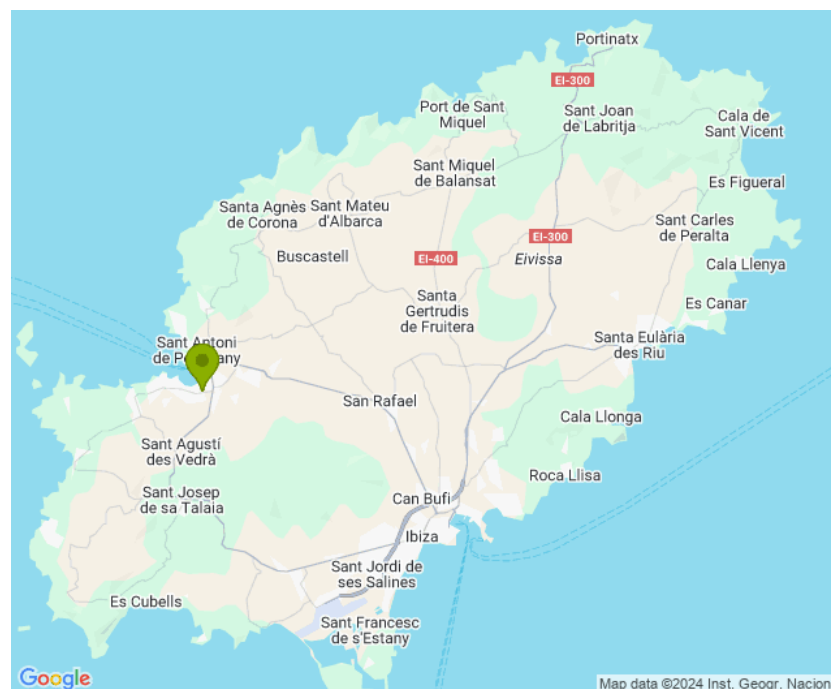 Portinatx
EI-300
Port de Sant
Miquel
Sant Joan
de Labritja
Cala de
Sant Vicent
Sant Miquel
de Balansat
Es Figueral
Santa Agnès
de Corona
Sant Mateu
d'Albarca
Sant Carles
de Peralta
EI-300
Buscastell
EI-400
Eivissa
Cala Llenya
Santa
Gertrudis
de Fruitera
Es Canar
Sant Antoni
Santa Eulària
des Riu
San Rafael
Cala Llonga
Sant Agustí
des Vedrà
Roca Llisa
Sant Josep
de sa Talaia
Can Bufi
Ibiza
Sant Jordi de
ses Salines
Es Cubells
Sant Francesc
de s'Estany
Google
Map data ©2024 Inst. Geogr. Nacion